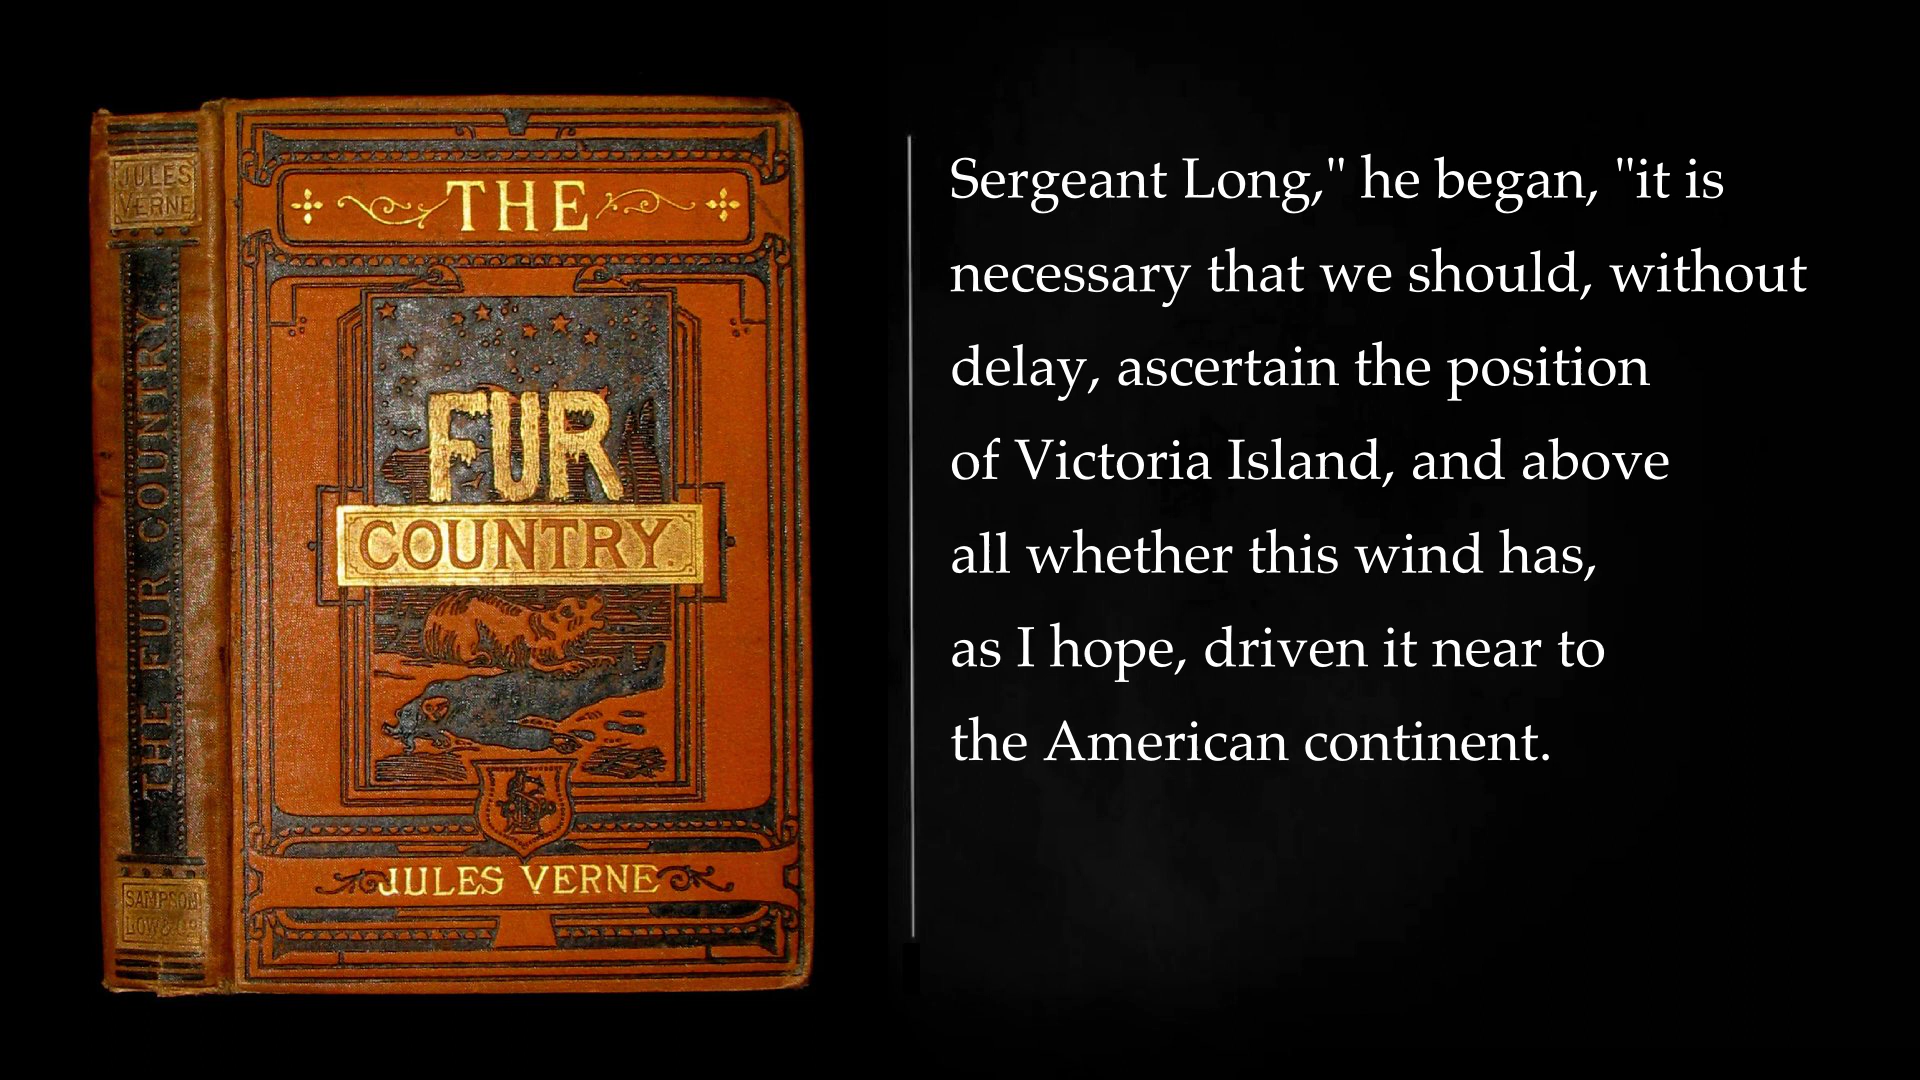 JULES
VERNE
THE FUR COUNTRY.
SAMPSON
LOW & Co
THE
FUR
COUNTRY.
JULES VERNE
Sergeant Long," he began, "it is
necessary that we should, without
delay, ascertain the position
of Victoria Island, and above
all whether this wind has,
as I hope, driven it near to
the American continent.